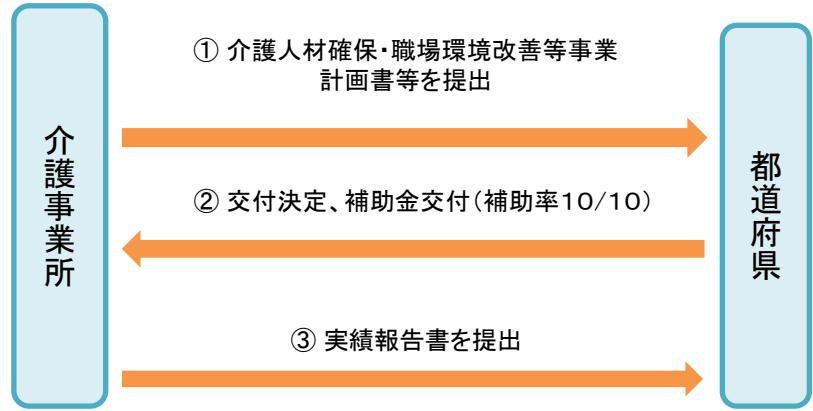 介護事業所
① 介護人材確保・職場環境改善等事業
計画書等を提出
② 交付決定、補助金交付（補助率１０/１０）
③ 実績報告書を提出
都道府県